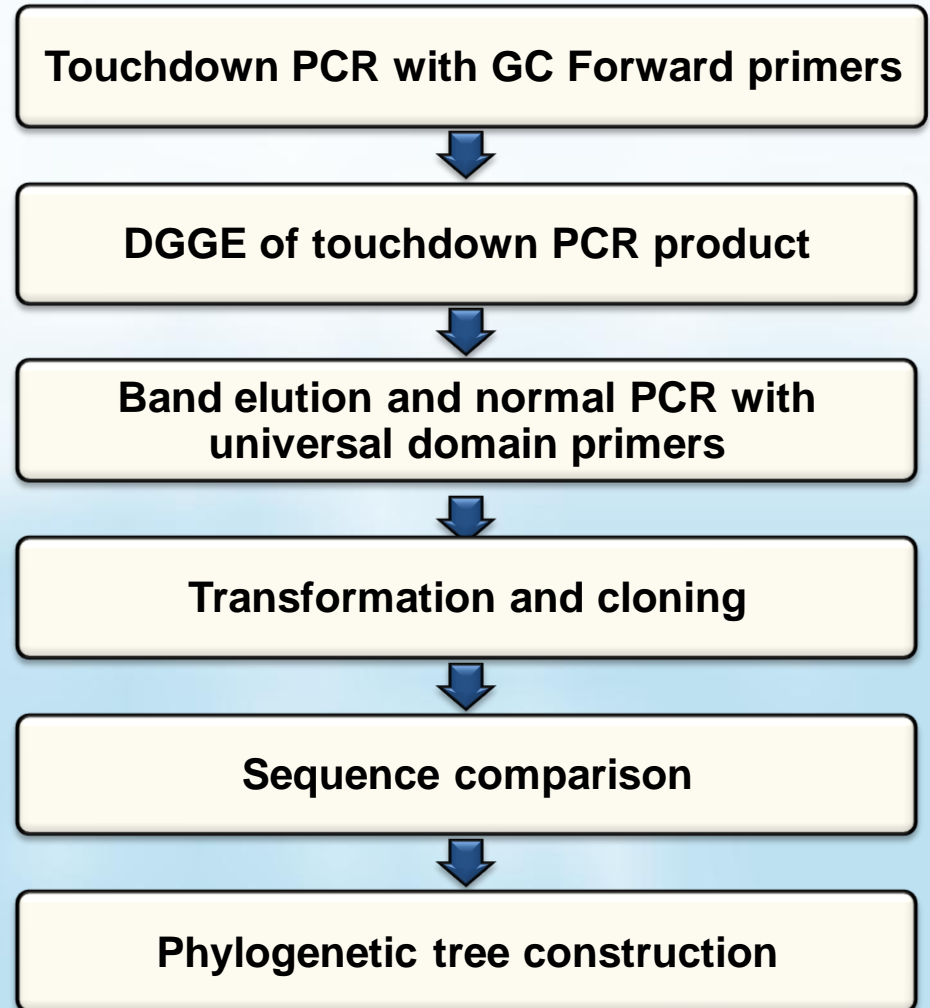 Touchdown PCR with GC Forward primers
DGGE of touchdown PCR product
Band elution and normal PCR with
universal domain primers
Transformation and cloning
Sequence comparison
Phylogenetic tree construction